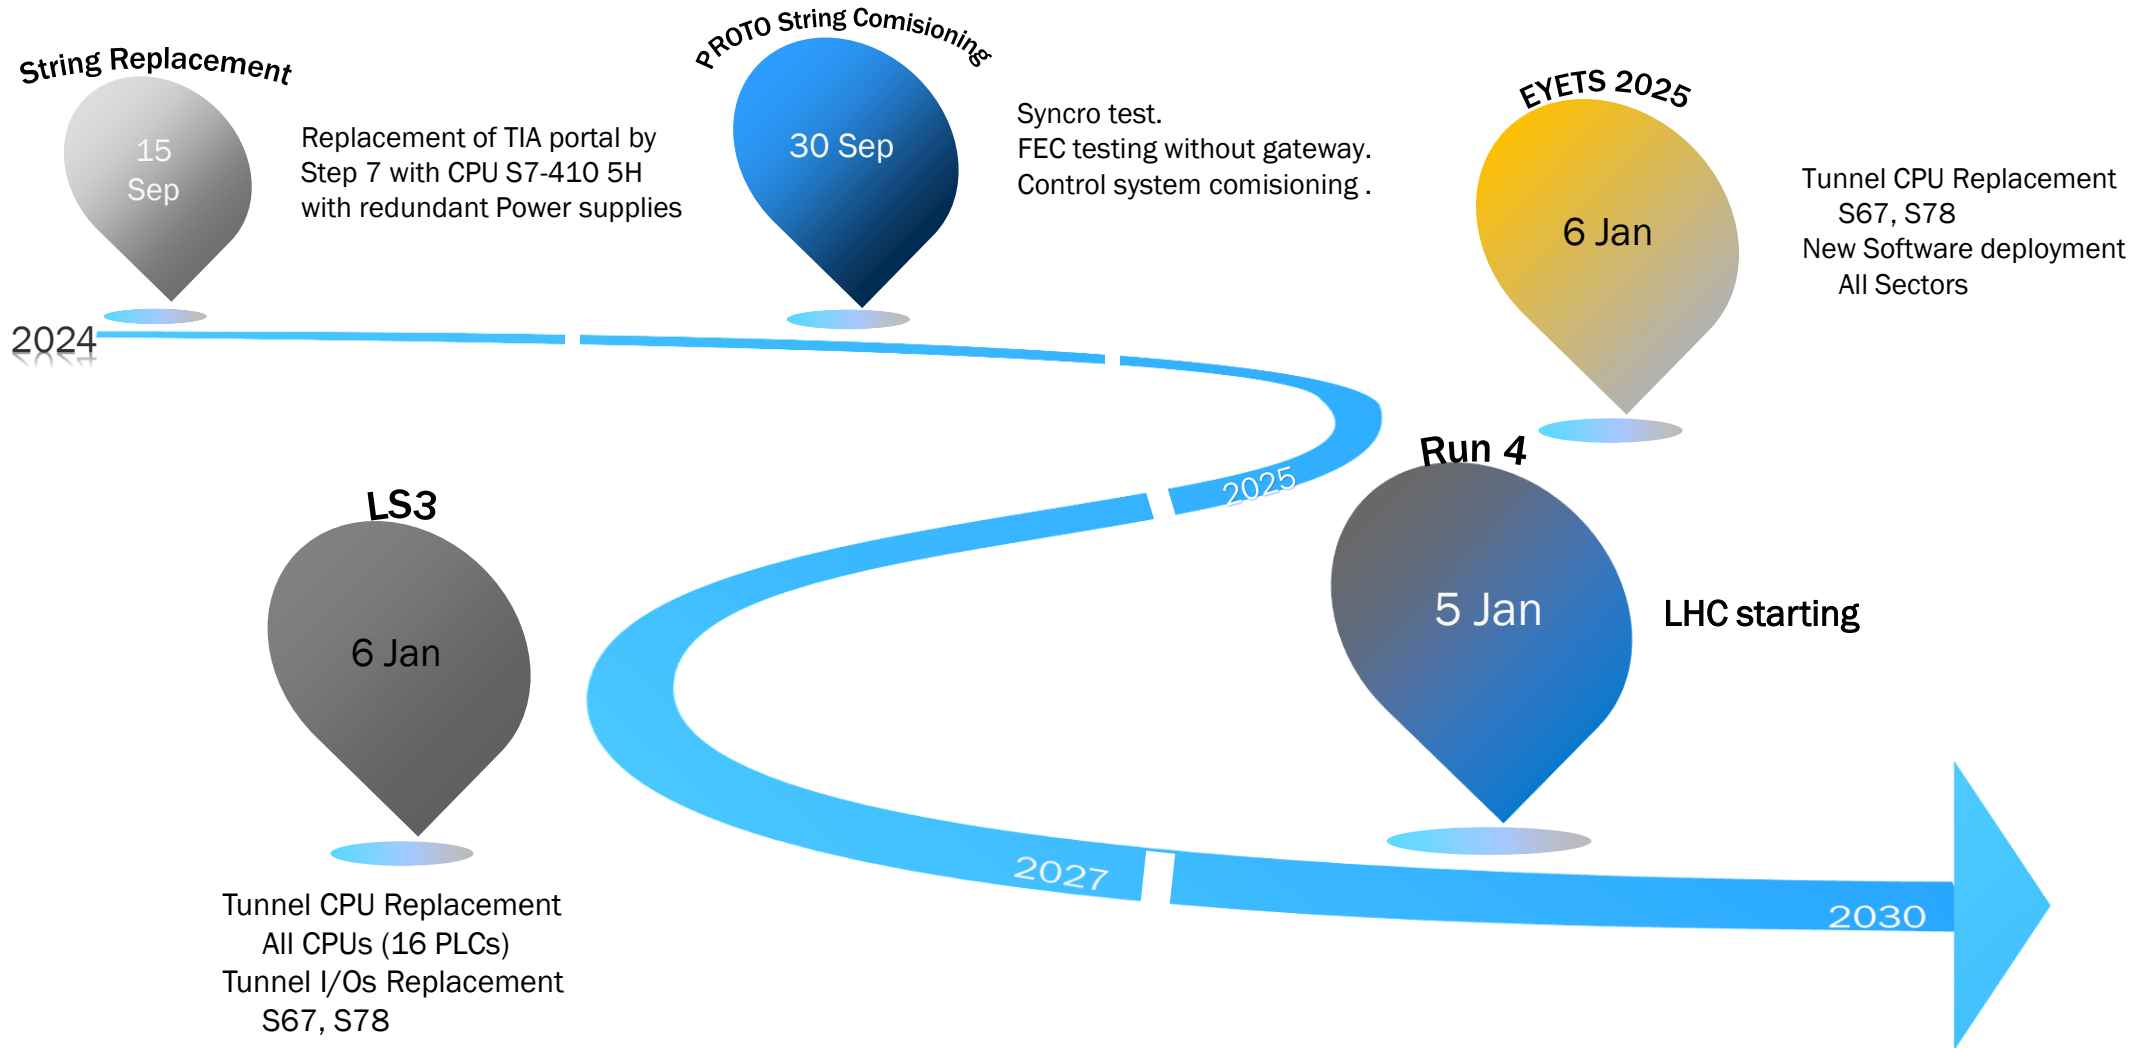 String Replacement
15
Sep
Replacement of TIA portal by
Step 7 with CPU S7-410 5H
with redundant Power supplies
PROTO String Comisioning
30 Sep
Syncro test.
FEC testing without gateway.
Control system comisioning .
EYETS 2025
6 Jan
Tunnel CPU Replacement
S67, S78
New Software deployment
All Sectors
2024
2025
LS3
6 Jan
Tunnel CPU Replacement
All CPUs (16 PLCs)
Tunnel I/Os Replacement
S67, S78
Run 4
5 Jan
LHC starting
2027
2030